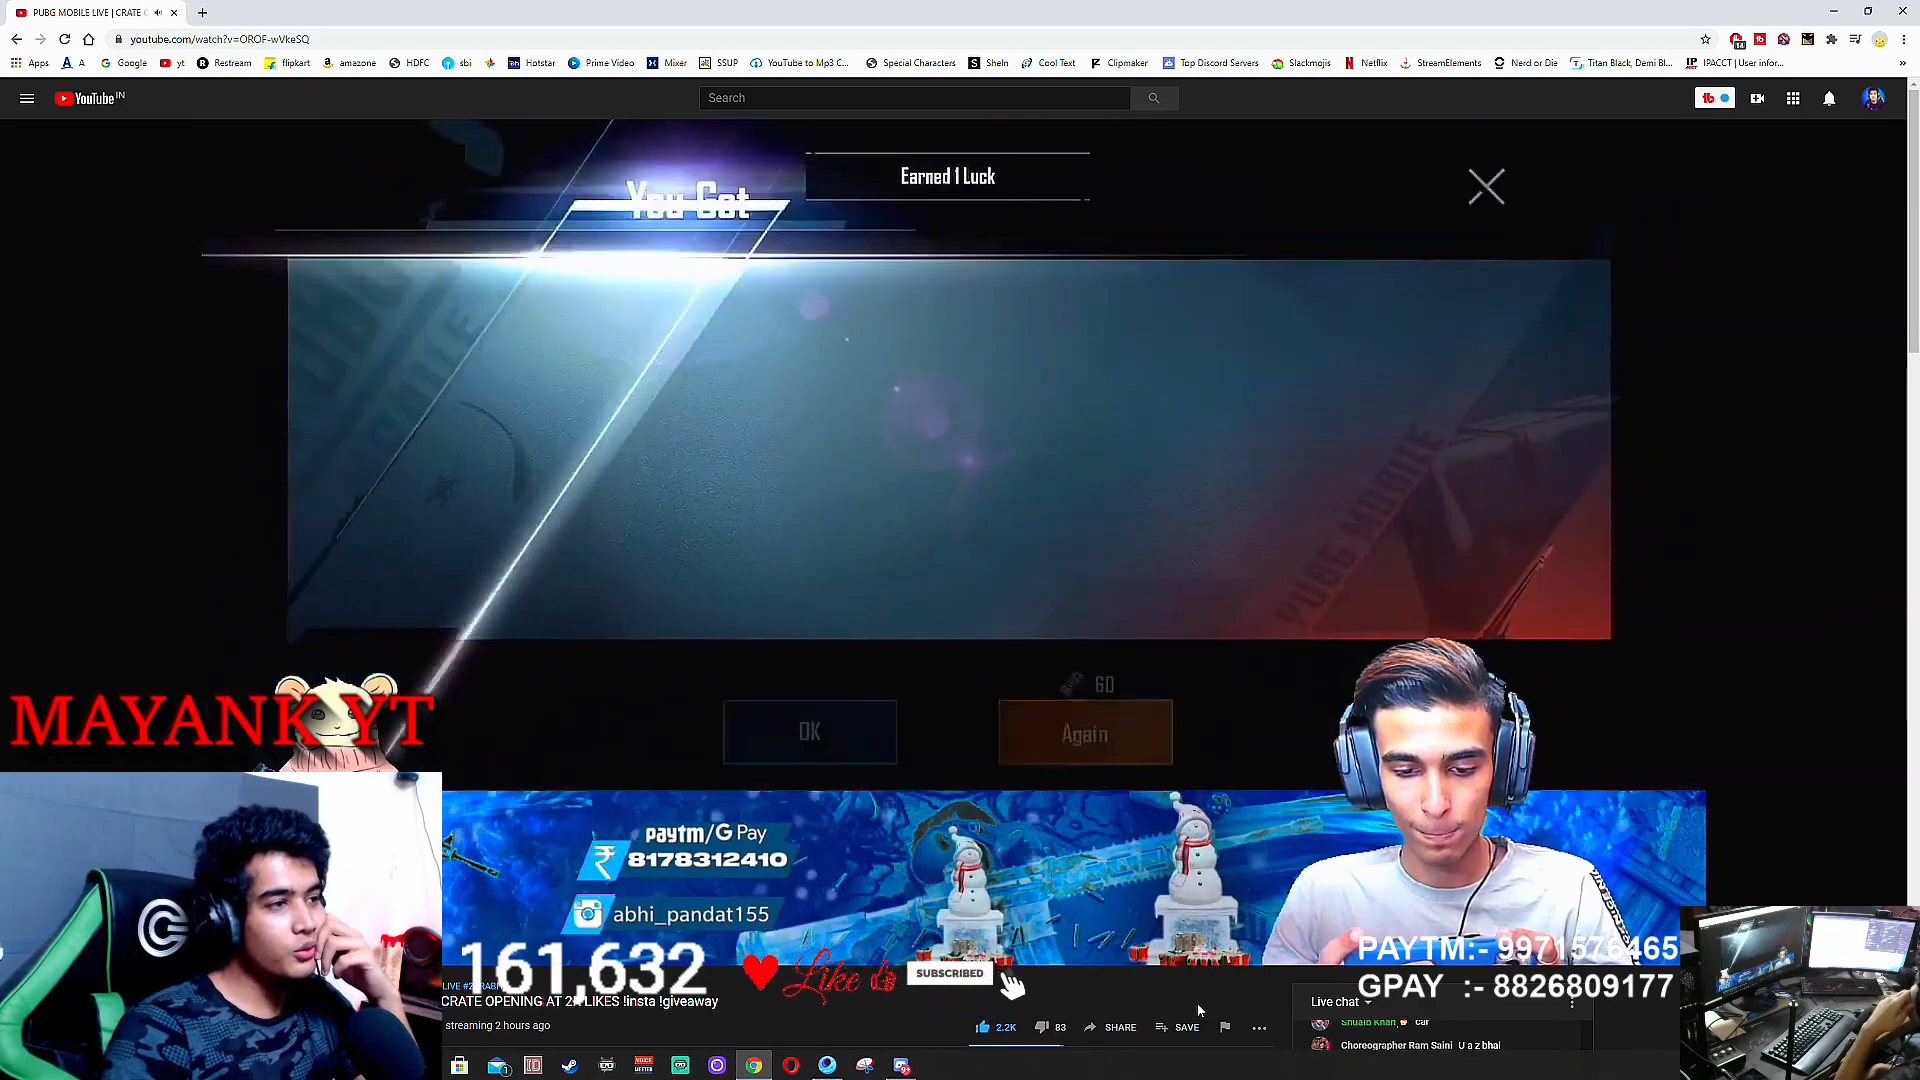 PUBG MOBILE LIVE | CRATE
youtube.com/watch?v=OROF-wVkeSQ
Apps A Google yt Restream flipkart amazone HDFC sbi Hotstar Prime Video Mixer SSUP YouTube to Mp3 C... Special Characters SheIn Cool Text Clipmaker Top Discord Servers Slackmojis Netflix StreamElements Nerd or Die Titan Black, Demi Bl... IPACCT | User infor...
YouTube IN
Search
Earned 1 Luck
You Got
PUBG MOBILE
60
OK
Again
MAYANK YT
paytm/G Pay
8178312410
abhi_pandat155
161,632
Like
SUBSCRIBED
PAYTM:- 9971576465
GPAY :- 8826809177
CRATE OPENING AT 2K LIKES !insta !giveaway
streaming 2 hours ago
2.2K
83
SHARE
SAVE
Live chat
Shuaib Khan car
Choreographer Ram Saini U a z bhai